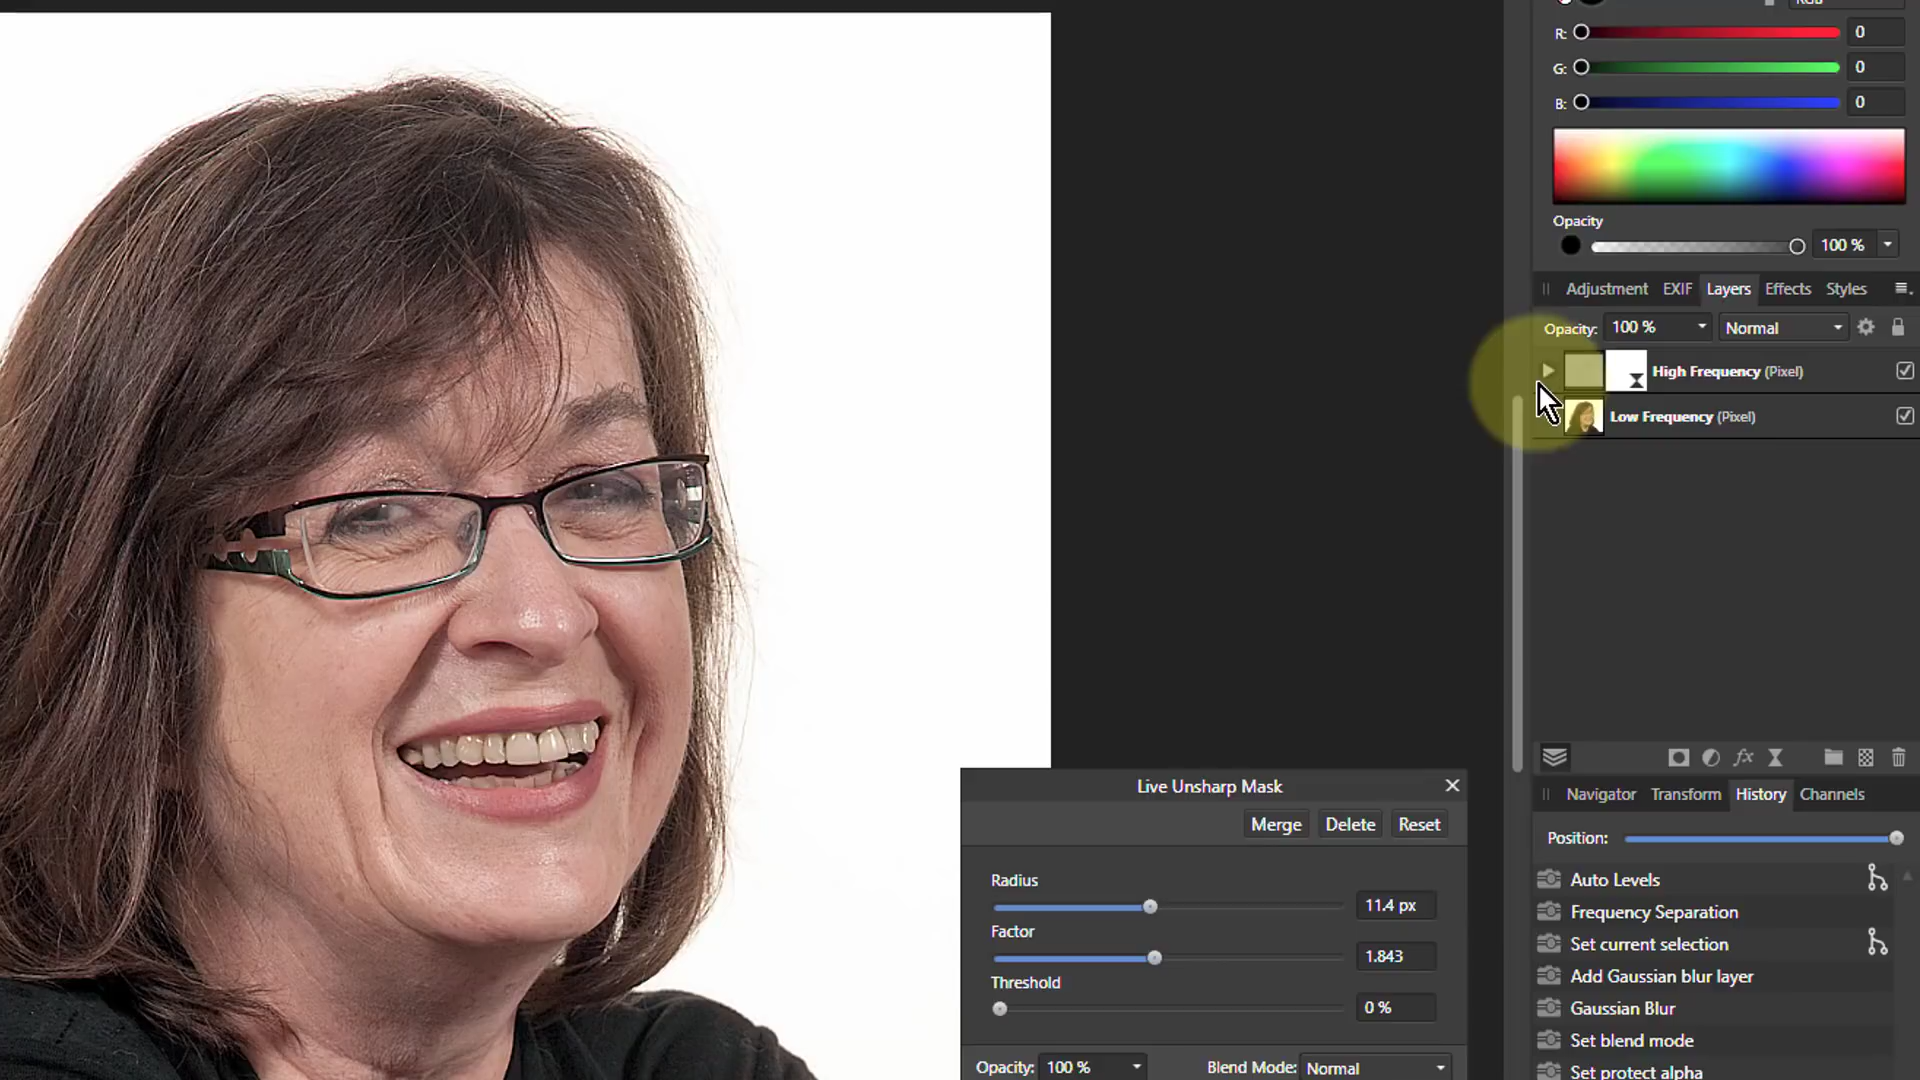 RGB
R: 0
G: 0
B: 0
Opacity
100 %
Adjustment EXIF Layers Effects Styles
Opacity: 100 % Normal
High Frequency (Pixel)
Low Frequency (Pixel)
fx
Navigator Transform History Channels
Position:
Auto Levels
Frequency Separation
Set current selection
Add Gaussian blur layer
Gaussian Blur
Set blend mode
Set protect alpha
Live Unsharp Mask
Merge Delete Reset
Radius
11.4 px
Factor
1.843
Threshold
0 %
Opacity: 100 % Blend Mode: Normal